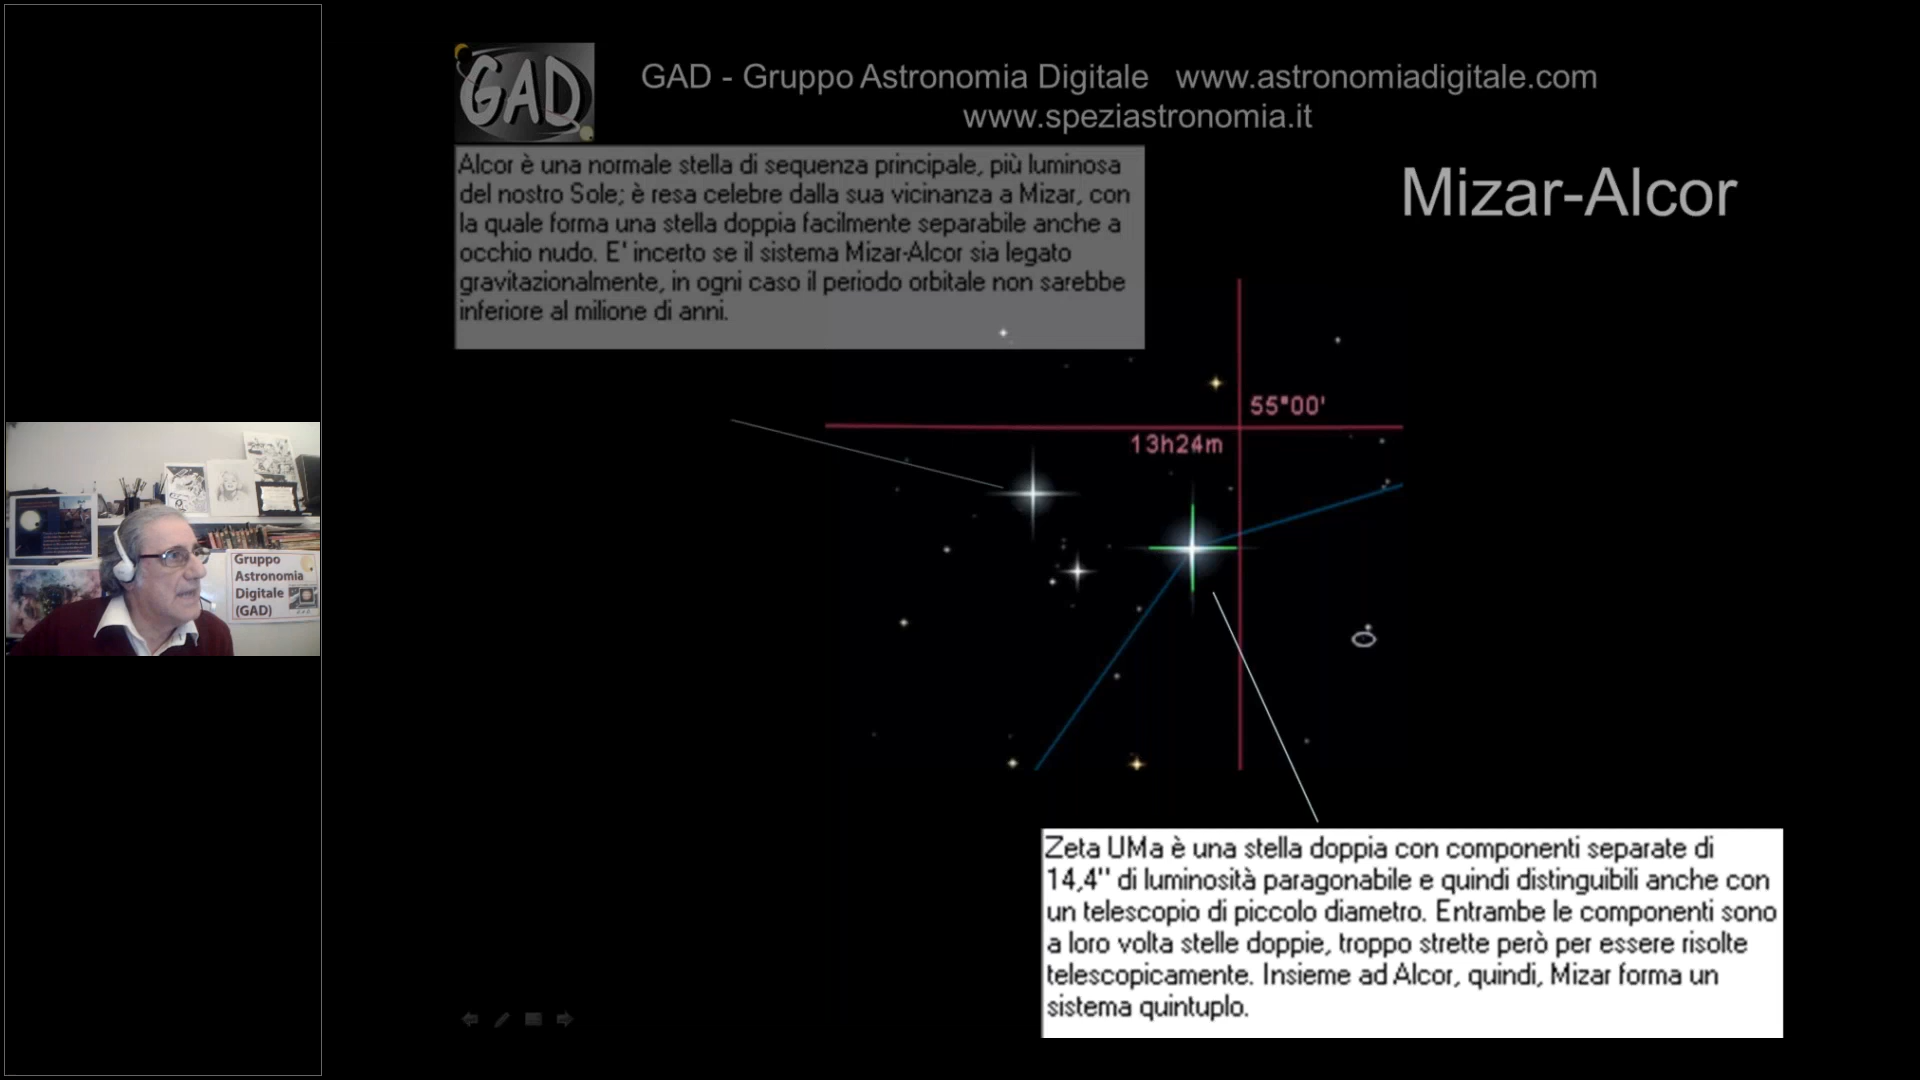 GAD
GAD - Gruppo Astronomia Digitale www.astronomiadigitale.com
www.speziastronomia.it
Alcor è una normale stella di sequenza principale, più luminosa
del nostro Sole; è resa celebre dalla sua vicinanza a Mizar, con
la quale forma una stella doppia facilmente separabile anche a
occhio nudo. E' incerto se il sistema Mizar-Alcor sia legato
gravitazionalmente, in ogni caso il periodo orbitale non sarebbe
inferiore al milione di anni.
Mizar-Alcor
55°00'
13h24m
Gruppo
Astronomia
Digitale
(GAD)
Zeta UMa è una stella doppia con componenti separate di
14,4'' di luminosità paragonabile e quindi distinguibili anche con
un telescopio di piccolo diametro. Entrambe le componenti sono
a loro volta stelle doppie, troppo strette però per essere risolte
telescopicamente. Insieme ad Alcor, quindi, Mizar forma un
sistema quintuplo.